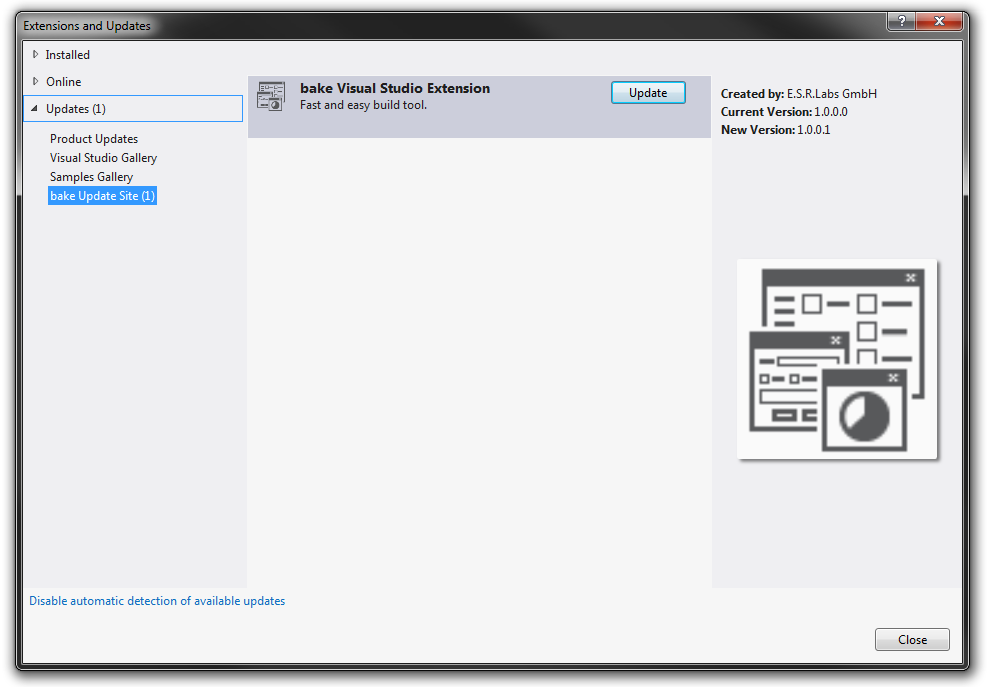 Extensions and Updates
?
Installed
Online
Updates (1)
Product Updates
Visual Studio Gallery
Samples Gallery
bake Update Site (1)
bake Visual Studio Extension
Fast and easy build tool.
Update
Created by: E.S.R.Labs GmbH
Current Version: 1.0.0.0
New Version: 1.0.0.1
Disable automatic detection of available updates
Close